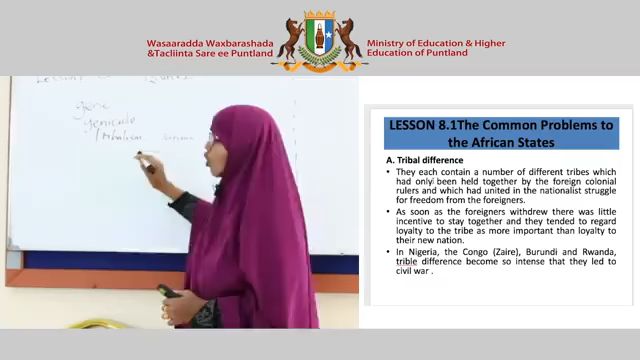 Wasaaradda Waxbarashada
&Tacliinta Sare ee Puntland
Ministry of Education & Higher
Education of Puntland
LESSON 8.1The Common Problems to
the African States
A. Tribal difference
• They each contain a number of different tribes which
had only been held together by the foreign colonial
rulers and which had united in the nationalist struggle
for freedom from the foreigners.
• As soon as the foreigners withdrew there was little
incentive to stay together and they tended to regard
loyalty to the tribe as more important than loyalty to
their new nation.
• In Nigeria, the Congo (Zaire), Burundi and Rwanda,
trible difference become so intense that they led to
civil war .